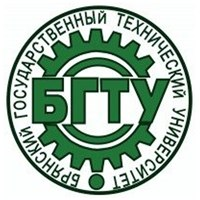 БРЯНСКИЙ ГОСУДАРСТВЕННЫЙ ТЕХНИЧЕСКИЙ УНИВЕРСИТЕТ
БГТУ